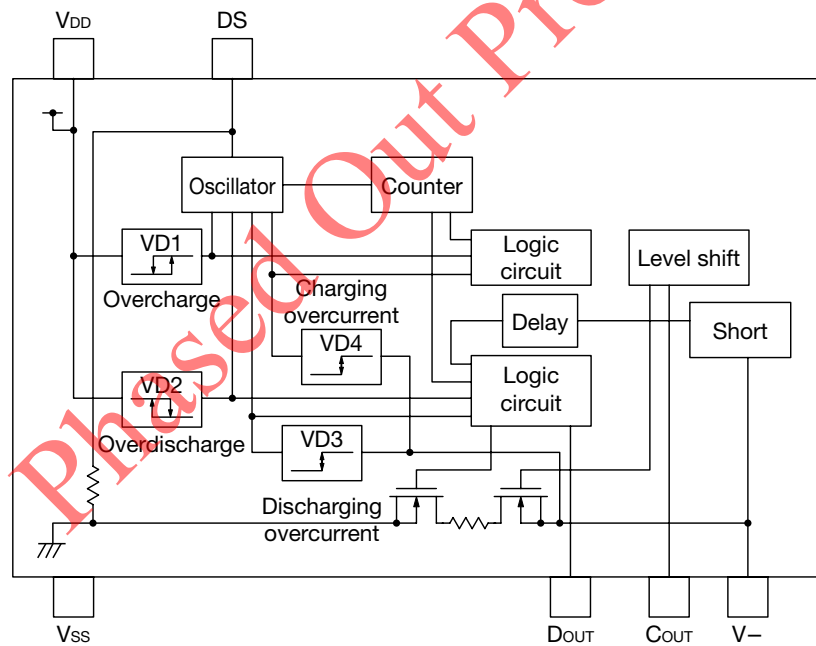 VDD
DS
Phased Out Pro
Oscillator
Counter
VD1
Overcharge
Logic
circuit
Level shift
Charging
overcurrent
Delay
Short
VD4
VD2
Overdischarge
Logic
circuit
VD3
Discharging
overcurrent
VSS
DOUT
COUT
V−